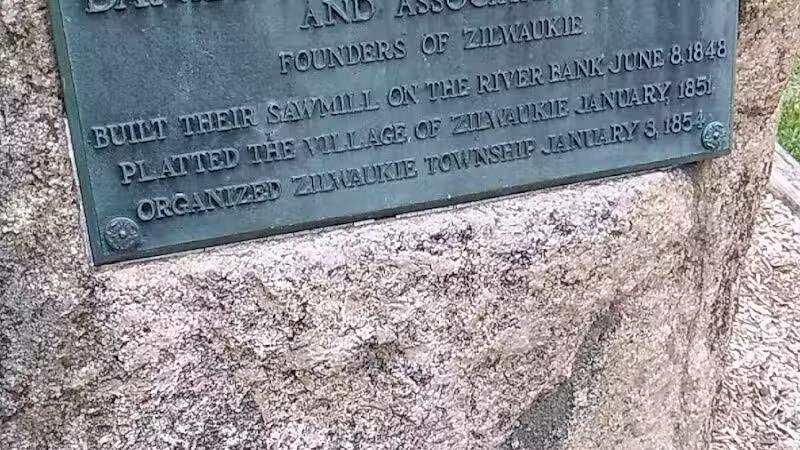 AND
FOUNDERS OF ZILWAUKIE
BUILT THEIR SAWMILL ON THE RIVER BANK JUNE 8, 1848
PLATTED THE VILLAGE OF ZILWAUKIE JANUARY, 1851
ORGANIZED ZILWAUKIE TOWNSHIP JANUARY 3, 1854